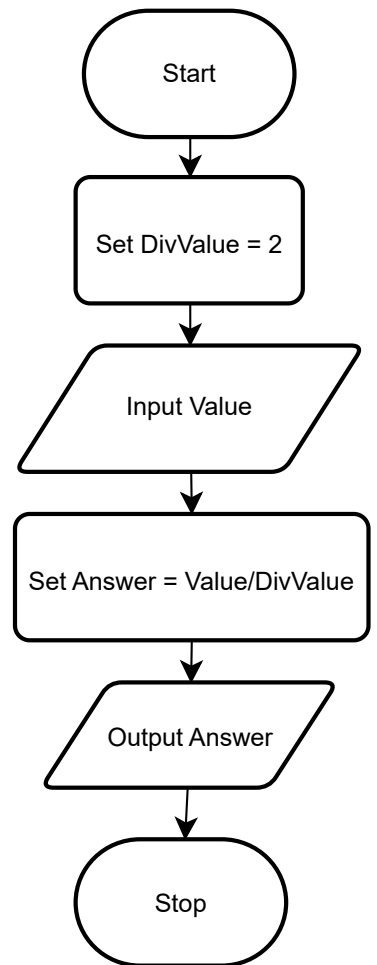 Start
Set DivValue = 2
Input Value
Set Answer = Value/DivValue
Output Answer
Stop